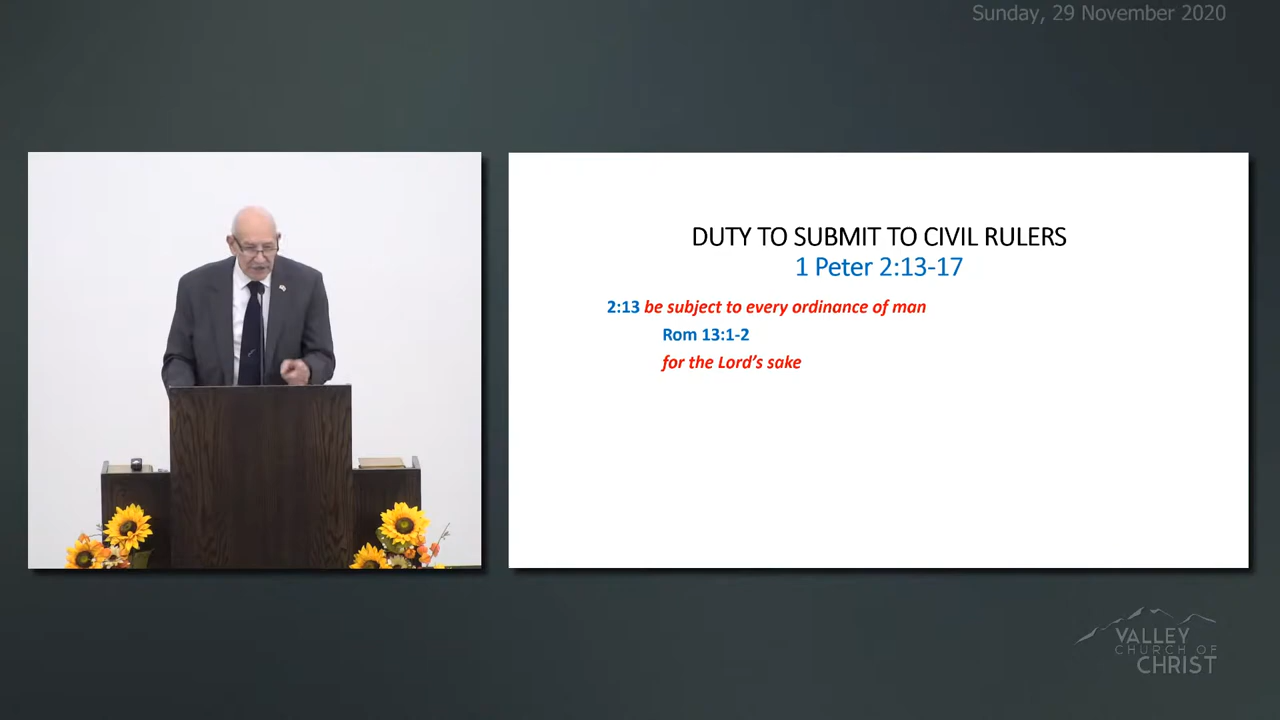 Sunday, 29 November 2020
DUTY TO SUBMIT TO CIVIL RULERS
1 Peter 2:13-17
2:13 be subject to every ordinance of man
Rom 13:1-2
for the Lord's sake
VALLEY
CHURCH OF
CHRIST